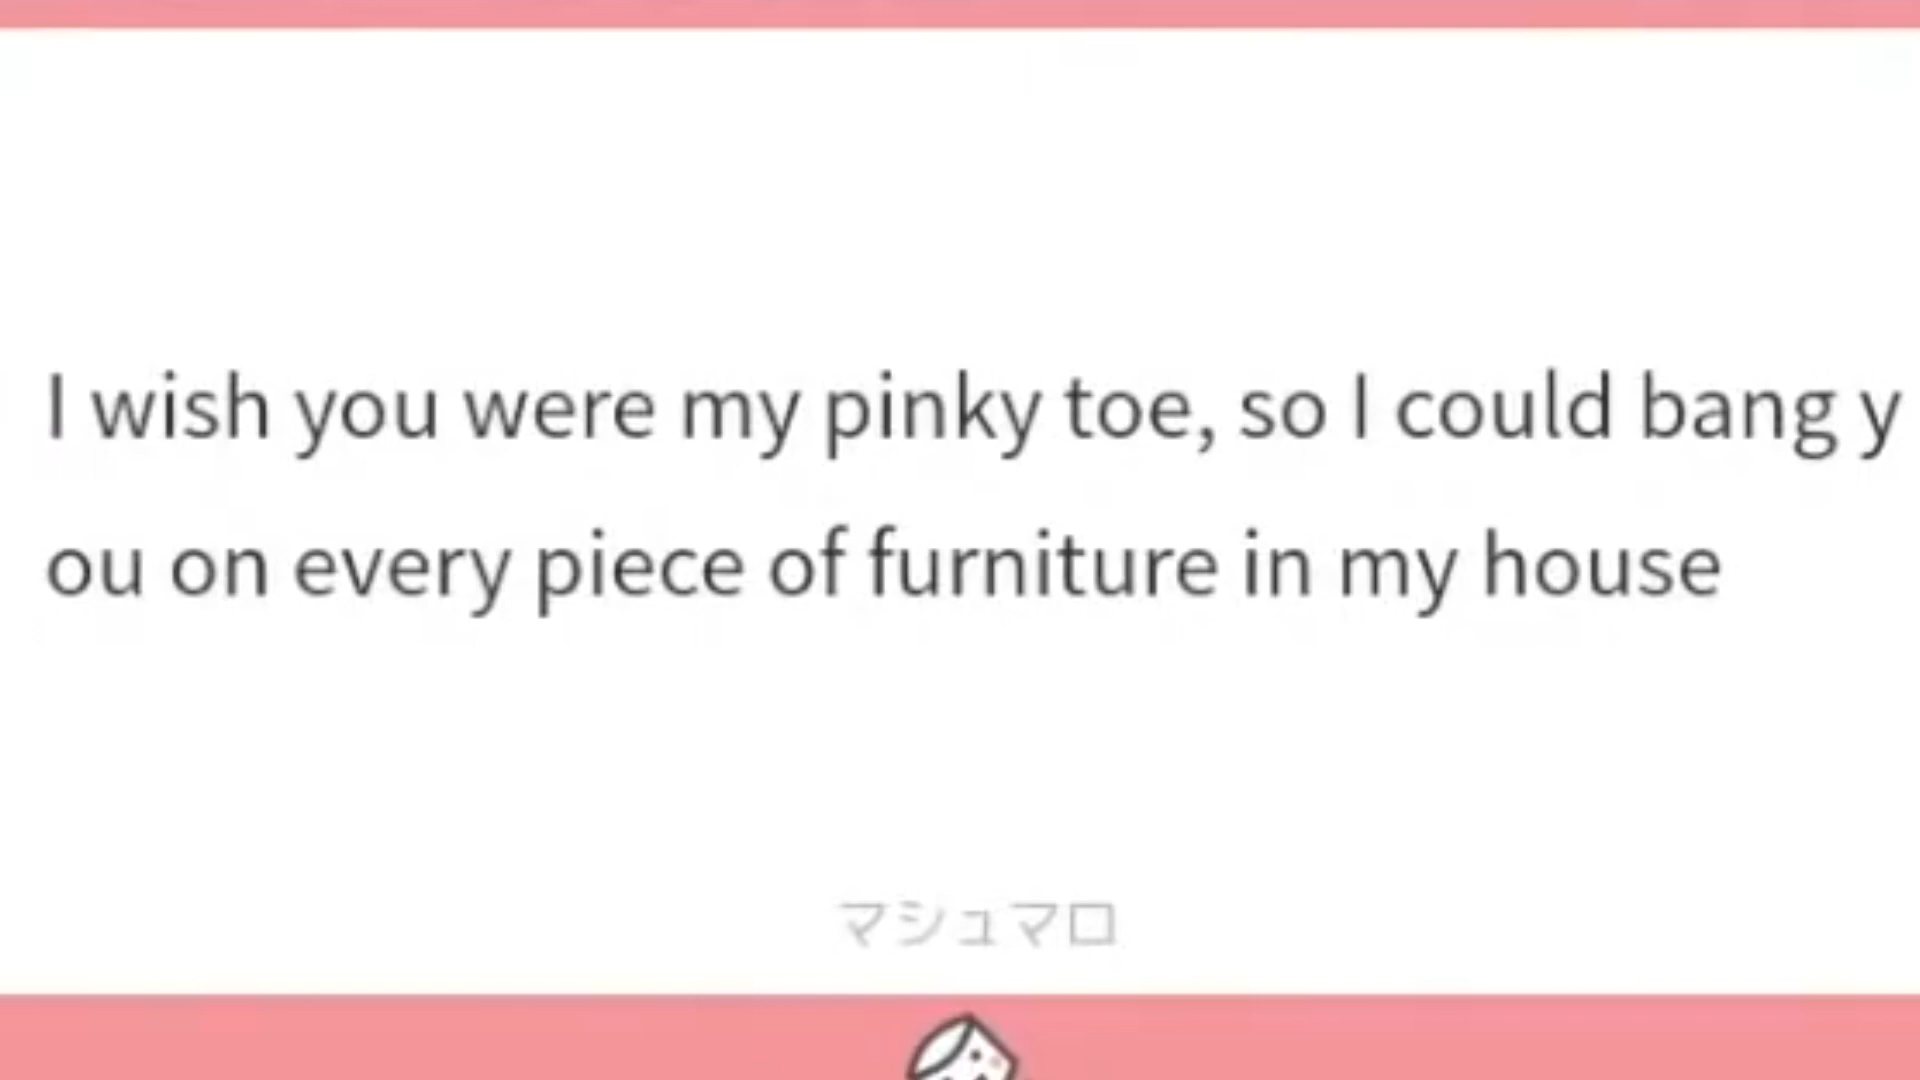 I wish you were my pinky toe, so I could bang y
ou on every piece of furniture in my house
マシュマロ